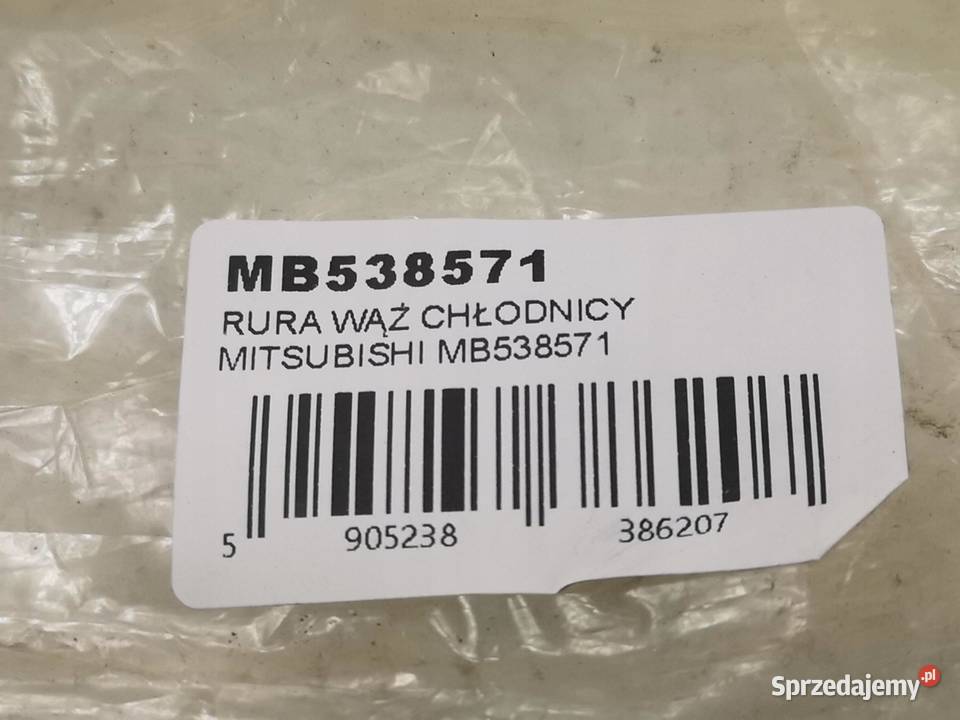 MB538571
RURA WĄŻ CHŁODNICY
MITSUBISHI MB538571
5 905238 386207
Sprzedajemy.pl